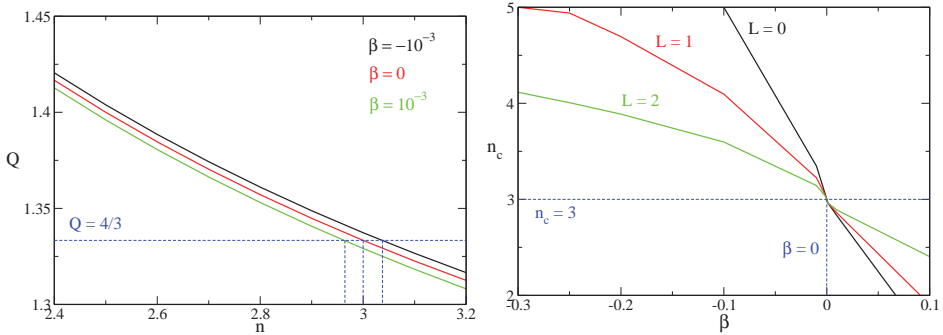 1.45
1.4
1.35
1.3
Q
β = −10⁻³
β = 0
β = 10⁻³
Q = 4/3
2.4 2.6 2.8 3 3.2
n
5
4
3
2
n_c
L = 0
L = 1
L = 2
n_c = 3
β = 0
-0.3 -0.2 -0.1 0 0.1
β